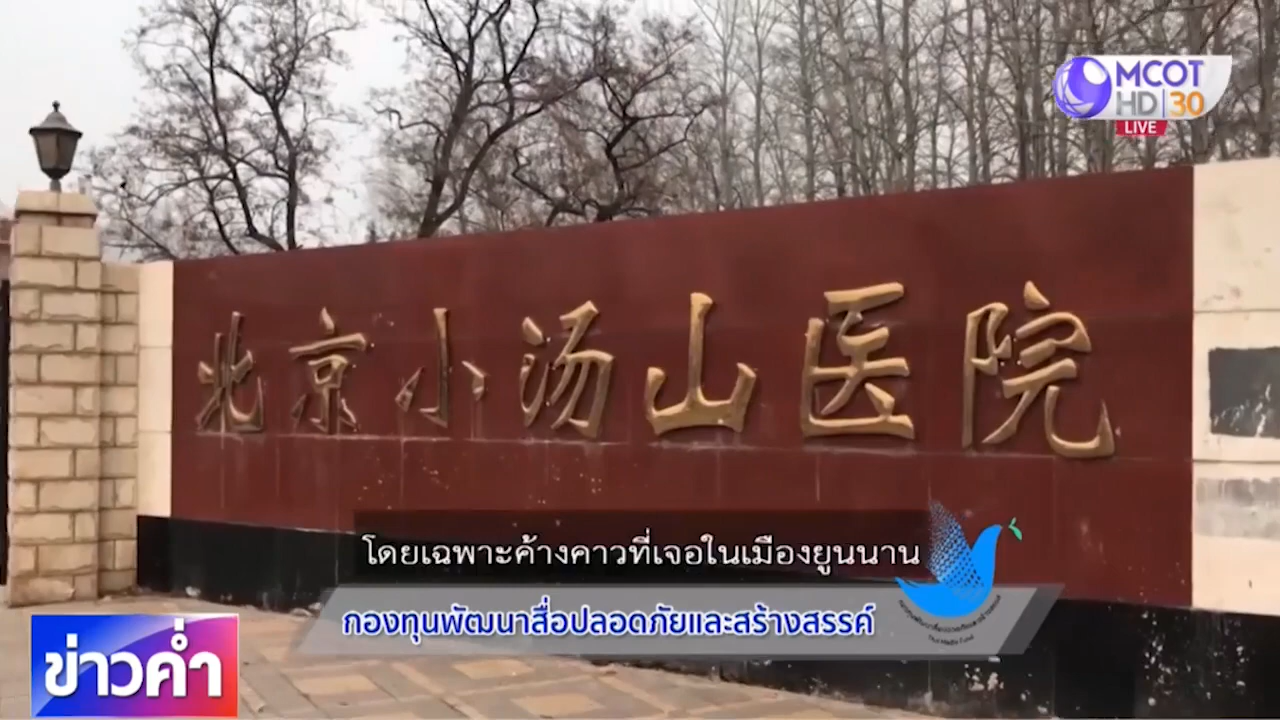 MCOT
HD 30
LIVE
北京小汤山医院
โดยเฉพาะค้างคาวที่เจอในเมืองยูนนาน
กองทุนพัฒนาสื่อปลอดภัยและสร้างสรรค์
Thai Media Fund
ข่าวค่ำ